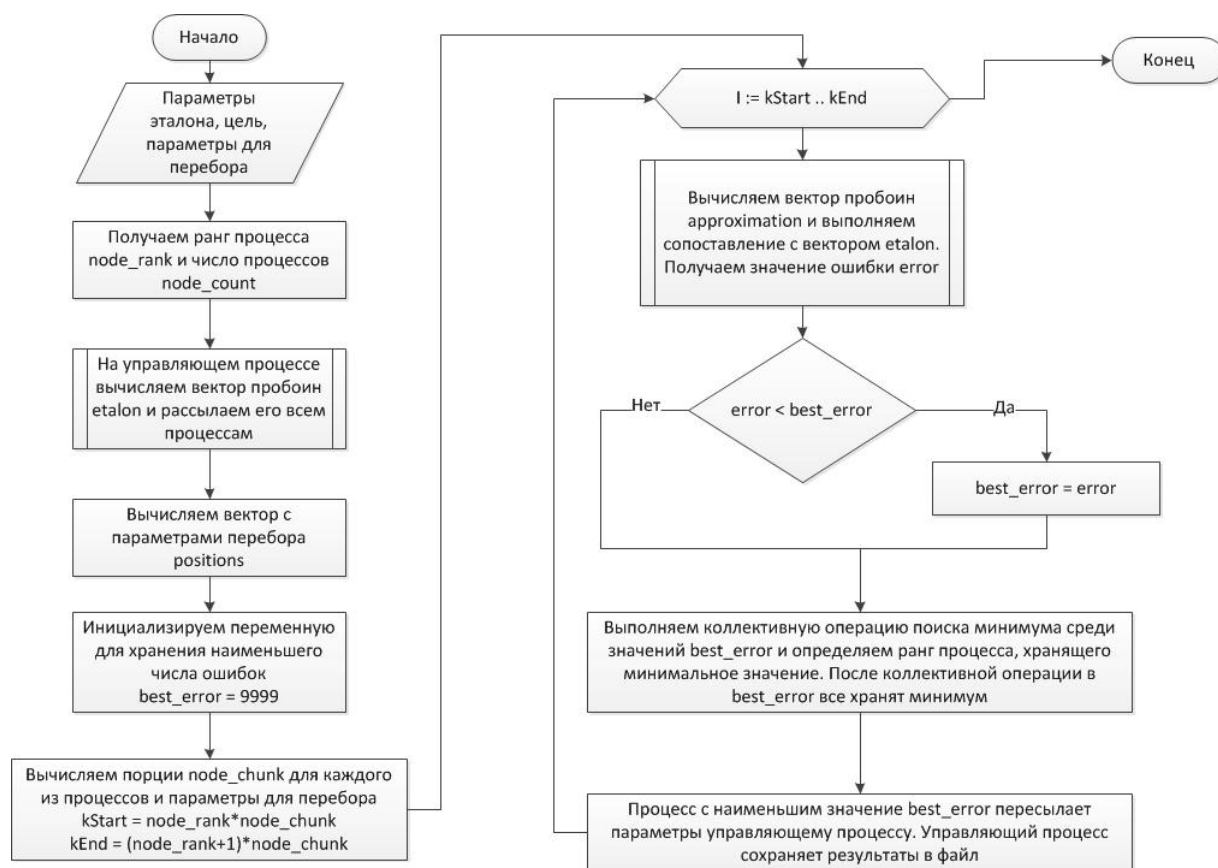 Начало
Параметры
эталона, цель,
параметры для
перебора
Получаем ранг процесса
node_rank и число процессов
node_count
На управляющем процессе
вычисляем вектор пробоин
etalon и рассылаем его всем
процессам
Вычисляем вектор с
параметрами перебора
positions
Инициализируем переменную
для хранения наименьшего
числа ошибок
best_error = 9999
Вычисляем порции node_chunk для каждого
из процессов и параметры для перебора
kStart = node_rank*node_chunk
kEnd = (node_rank+1)*node_chunk
I := kStart .. kEnd
Конец
Вычисляем вектор пробоин
approximation и выполняем
сопоставление с вектором etalon.
Получаем значение ошибки error
error < best_error
Нет
Да
best_error = error
Выполняем коллективную операцию поиска минимума среди
значений best_error и определяем ранг процесса, хранящего
минимальное значение. После коллективной операции в
best_error все хранят минимум
Процесс с наименьшим значение best_error пересылает
параметры управляющему процессу. Управляющий процесс
сохраняет результаты в файл